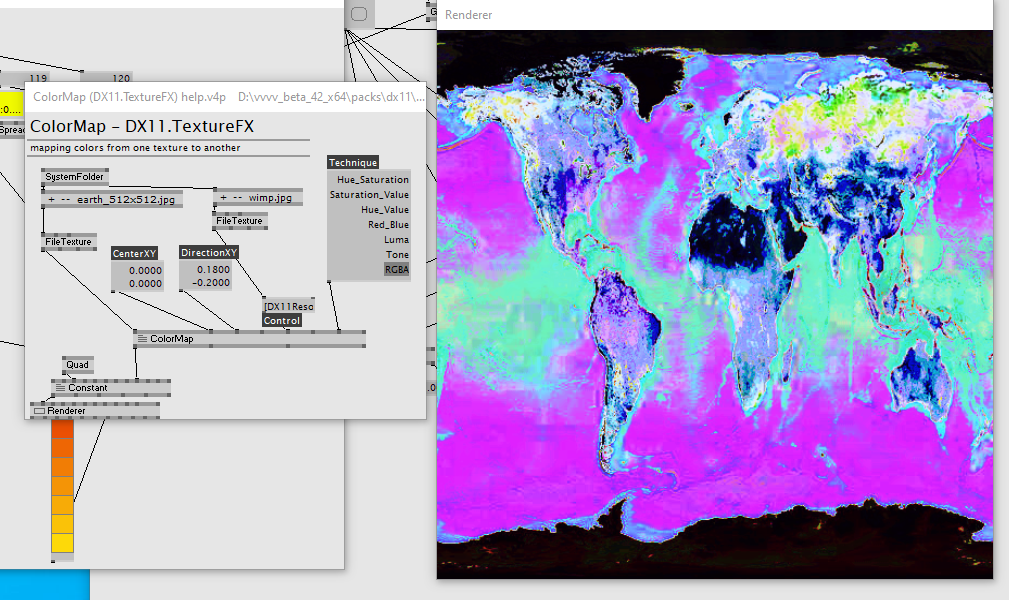 Renderer
119
120
ColorMap (DX11.TextureFX) help.v4p D:\vvvv_beta_42_x64\packs\dx11\...
:0....
Spread
ColorMap - DX11.TextureFX
mapping colors from one texture to another
Technique
SystemFolder
Hue_Saturation
+ -- earth_512x512.jpg
+ -- wimp.jpg
Saturation_Value
Hue_Value
FileTexture
Red_Blue
FileTexture
Luma
CenterXY
DirectionXY
Tone
0.0000
0.1800
RGBA
0.0000
-0.2000
[DX11Reso
Control
ColorMap
Quad
Constant
Renderer